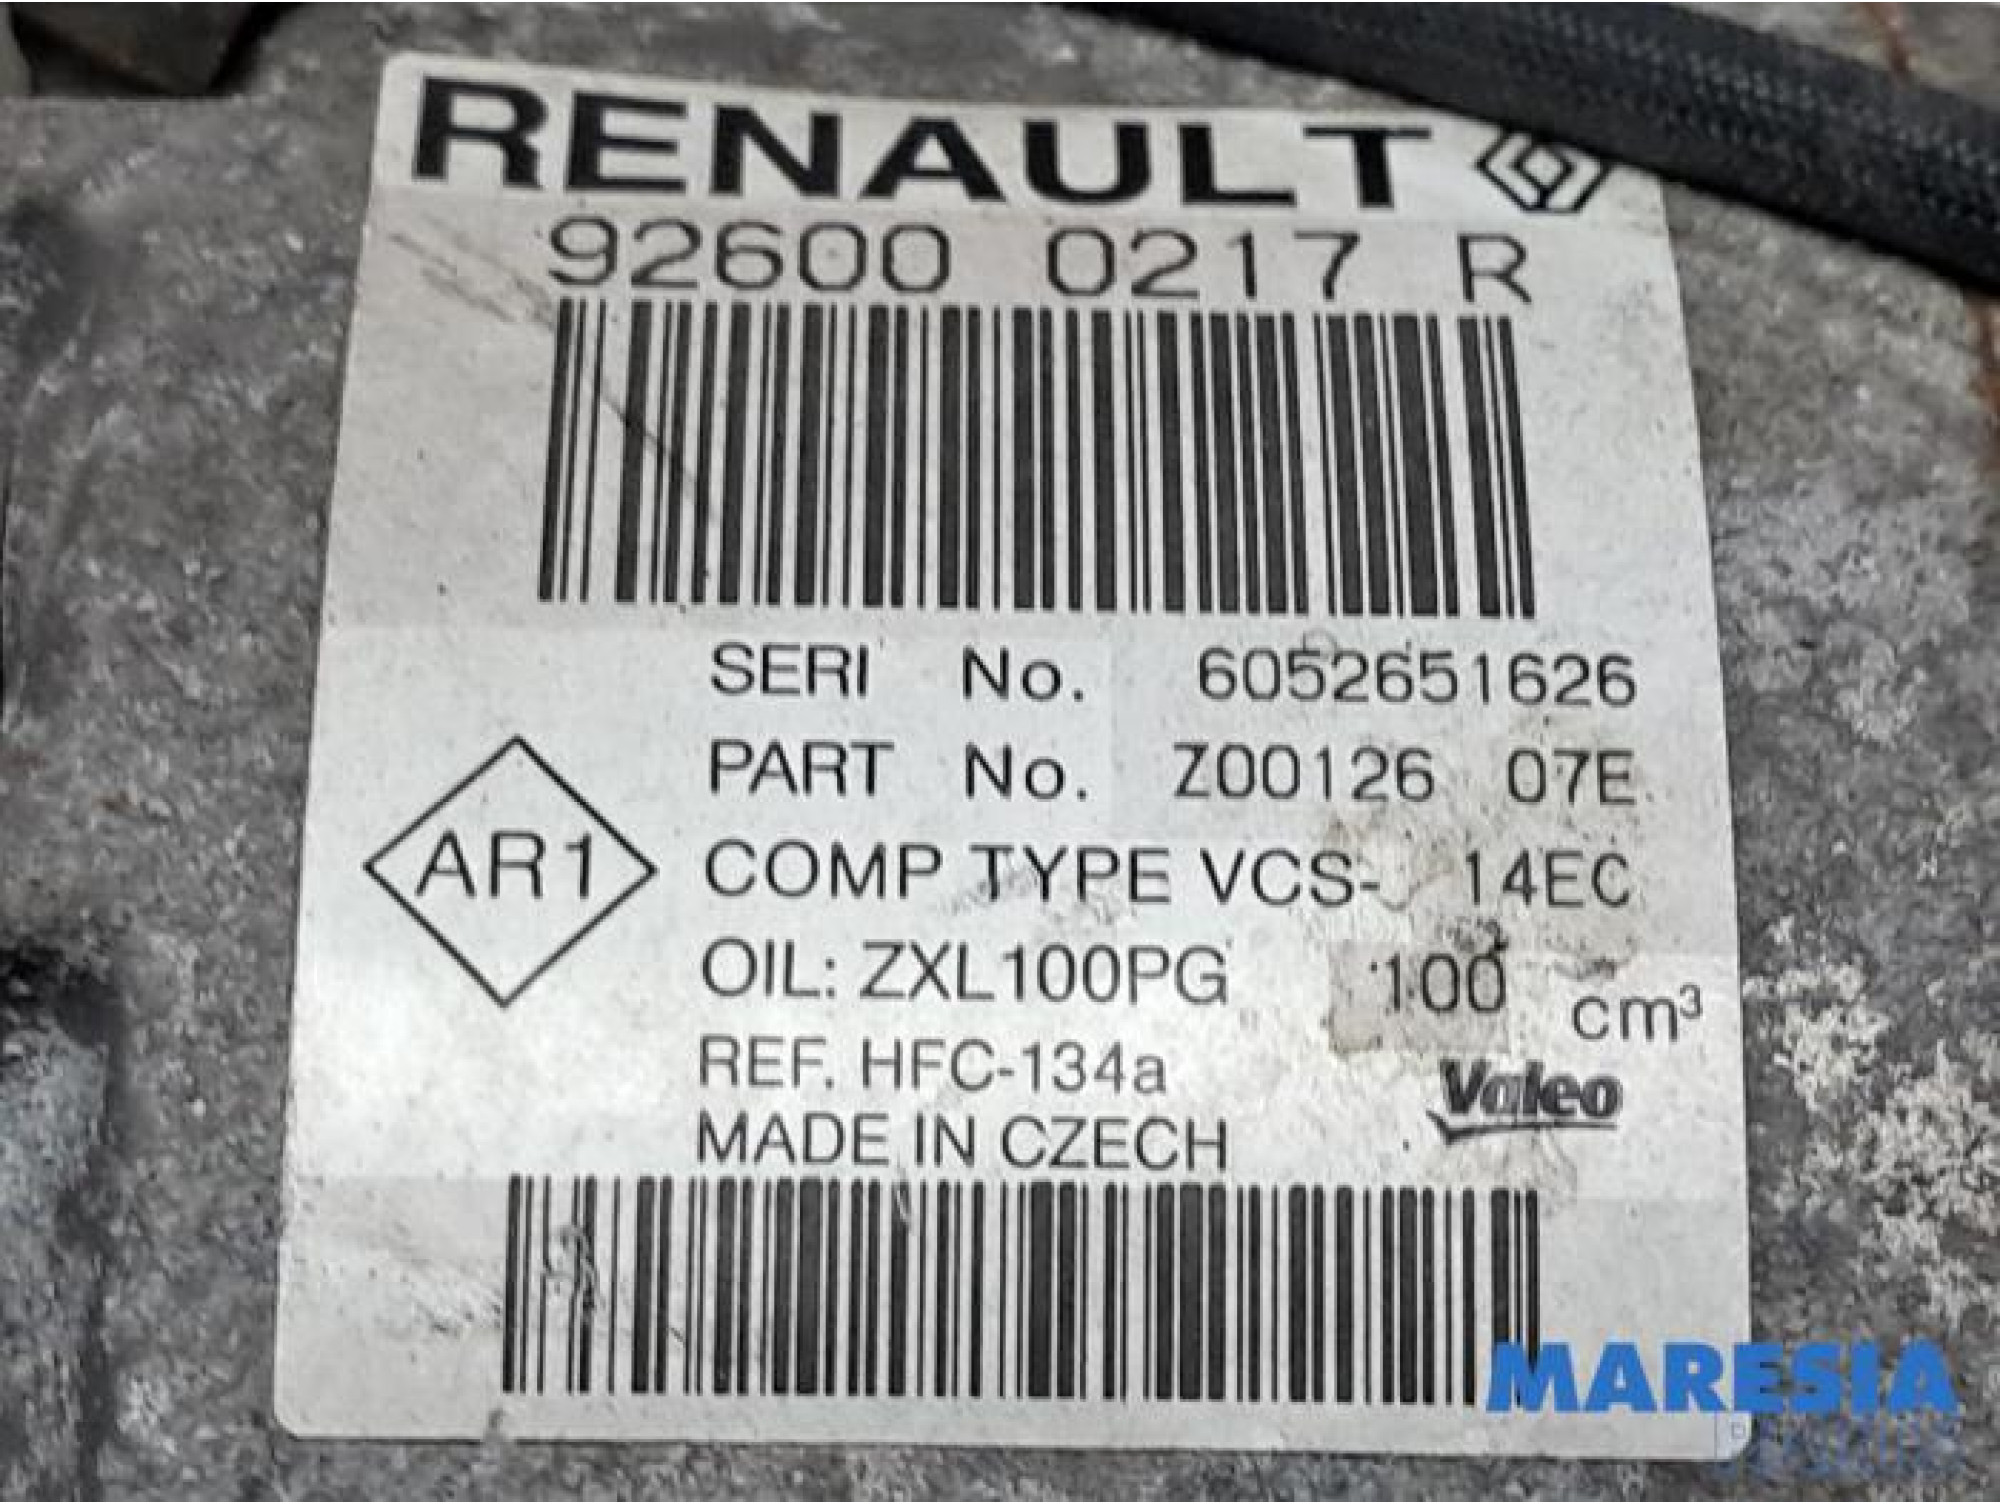 RENAULT
92600 0217 R
SERI No. 6052651626
PART No. Z00126 07E
AR1
COMP TYPE VCS- 14EC
OIL: ZXL100PG 100 cm³
REF. HFC-134a
Valeo
MADE IN CZECH
MARESIA